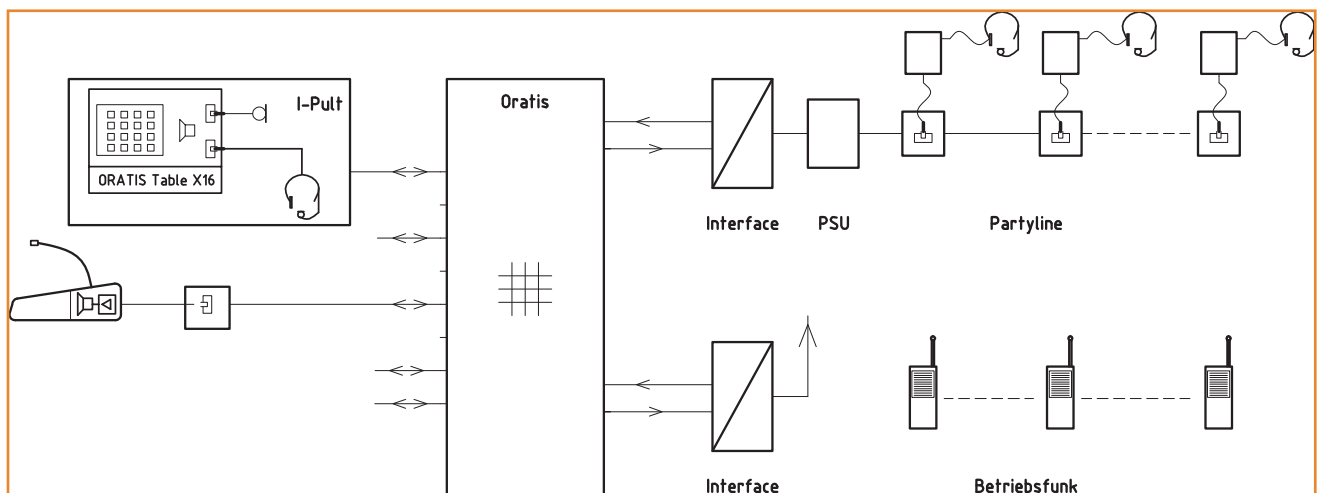 I-Pult
ORATIS Table X16
Oratis
Interface
PSU
Partyline
Interface
Betriebsfunk